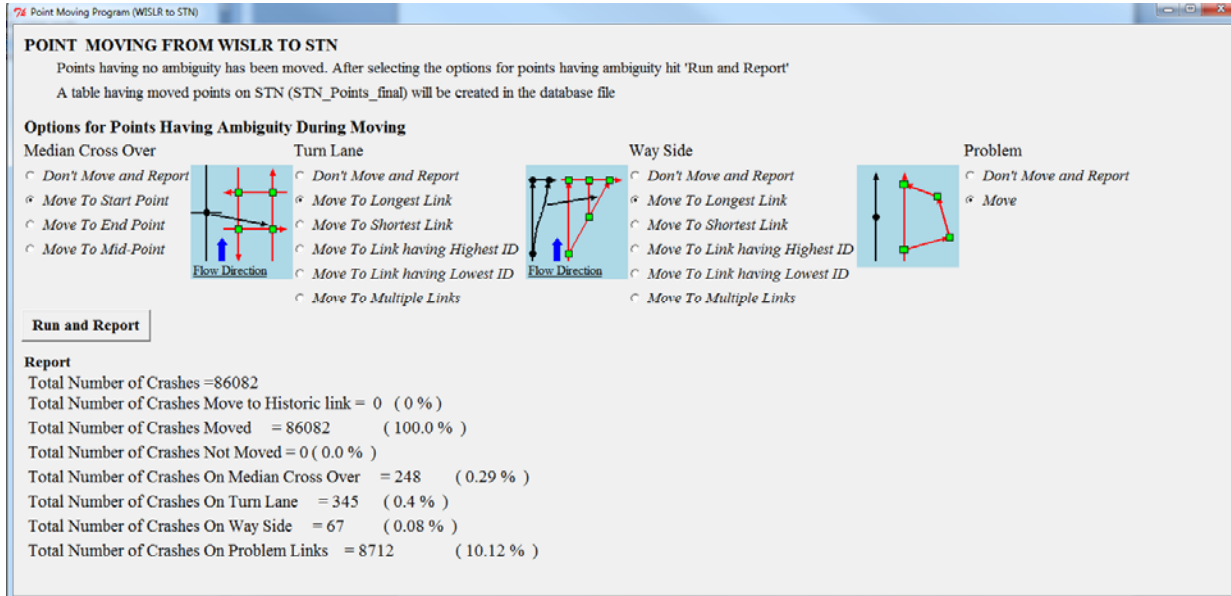 Point Moving Program (WISLR to STN)
POINT MOVING FROM WISLR TO STN
Points having no ambiguity has been moved. After selecting the options for points having ambiguity hit 'Run and Report'
A table having moved points on STN (STN_Points_final) will be created in the database file
Options for Points Having Ambiguity During Moving
Median Cross Over
Don't Move and Report
Move To Start Point
Move To End Point
Move To Mid-Point
Flow Direction
Turn Lane
Don't Move and Report
Move To Longest Link
Move To Shortest Link
Move To Link having Highest ID
Move To Link having Lowest ID
Move To Multiple Links
Flow Direction
Way Side
Don't Move and Report
Move To Longest Link
Move To Shortest Link
Move To Link having Highest ID
Move To Link having Lowest ID
Move To Multiple Links
Problem
Don't Move and Report
Move
Run and Report
Report
Total Number of Crashes =86082
Total Number of Crashes Move to Historic link = 0 ( 0 % )
Total Number of Crashes Moved = 86082 ( 100.0 % )
Total Number of Crashes Not Moved = 0 ( 0.0 % )
Total Number of Crashes On Median Cross Over = 248 ( 0.29 % )
Total Number of Crashes On Turn Lane = 345 ( 0.4 % )
Total Number of Crashes On Way Side = 67 ( 0.08 % )
Total Number of Crashes On Problem Links = 8712 ( 10.12 % )